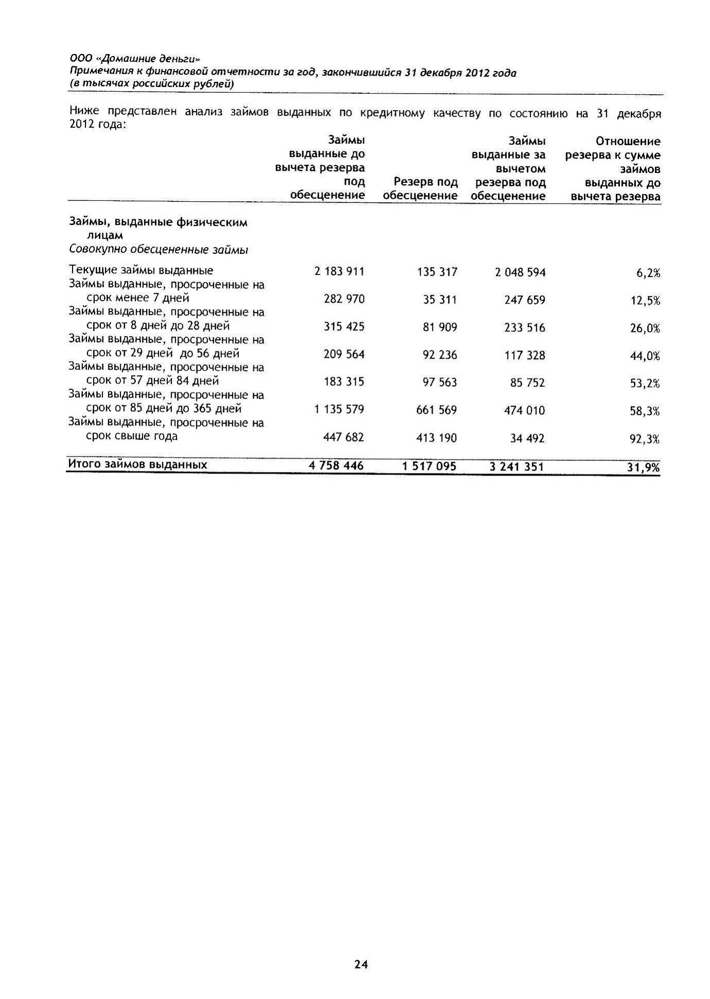 ООО «Домашние деньги»
Примечания к финансовой отчетности за год, закончившийся 31 декабря 2012 года
(в тысячах российских рублей)
Ниже представлен анализ займов выданных по кредитному качеству по состоянию на 31 декабря
2012 года:
Займы Займы Отношение
выданные до выданные за резерва к сумме
вычета резерва вычетом займов
под Резерв под резерва под выданных до
обесценение обесценение обесценение вычета резерва
Займы, выданные физическим
лицам
Совокупно обесцененные займы
Текущие займы выданные 2 183 911 135 317 2 048 594 6,2%
Займы выданные, просроченные на
срок менее 7 дней 282 970 35 311 247 659 12,5%
Займы выданные, просроченные на
срок от 8 дней до 28 дней 315 425 81 909 233 516 26,0%
Займы выданные, просроченные на
срок от 29 дней до 56 дней 209 564 92 236 117 328 44,0%
Займы выданные, просроченные на
срок от 57 дней 84 дней 183 315 97 563 85 752 53,2%
Займы выданные, просроченные на
срок от 85 дней до 365 дней 1 135 579 661 569 474 010 58,3%
Займы выданные, просроченные на
срок свыше года 447 682 413 190 34 492 92,3%
Итого займов выданных 4 758 446 1 517 095 3 241 351 31,9%
24